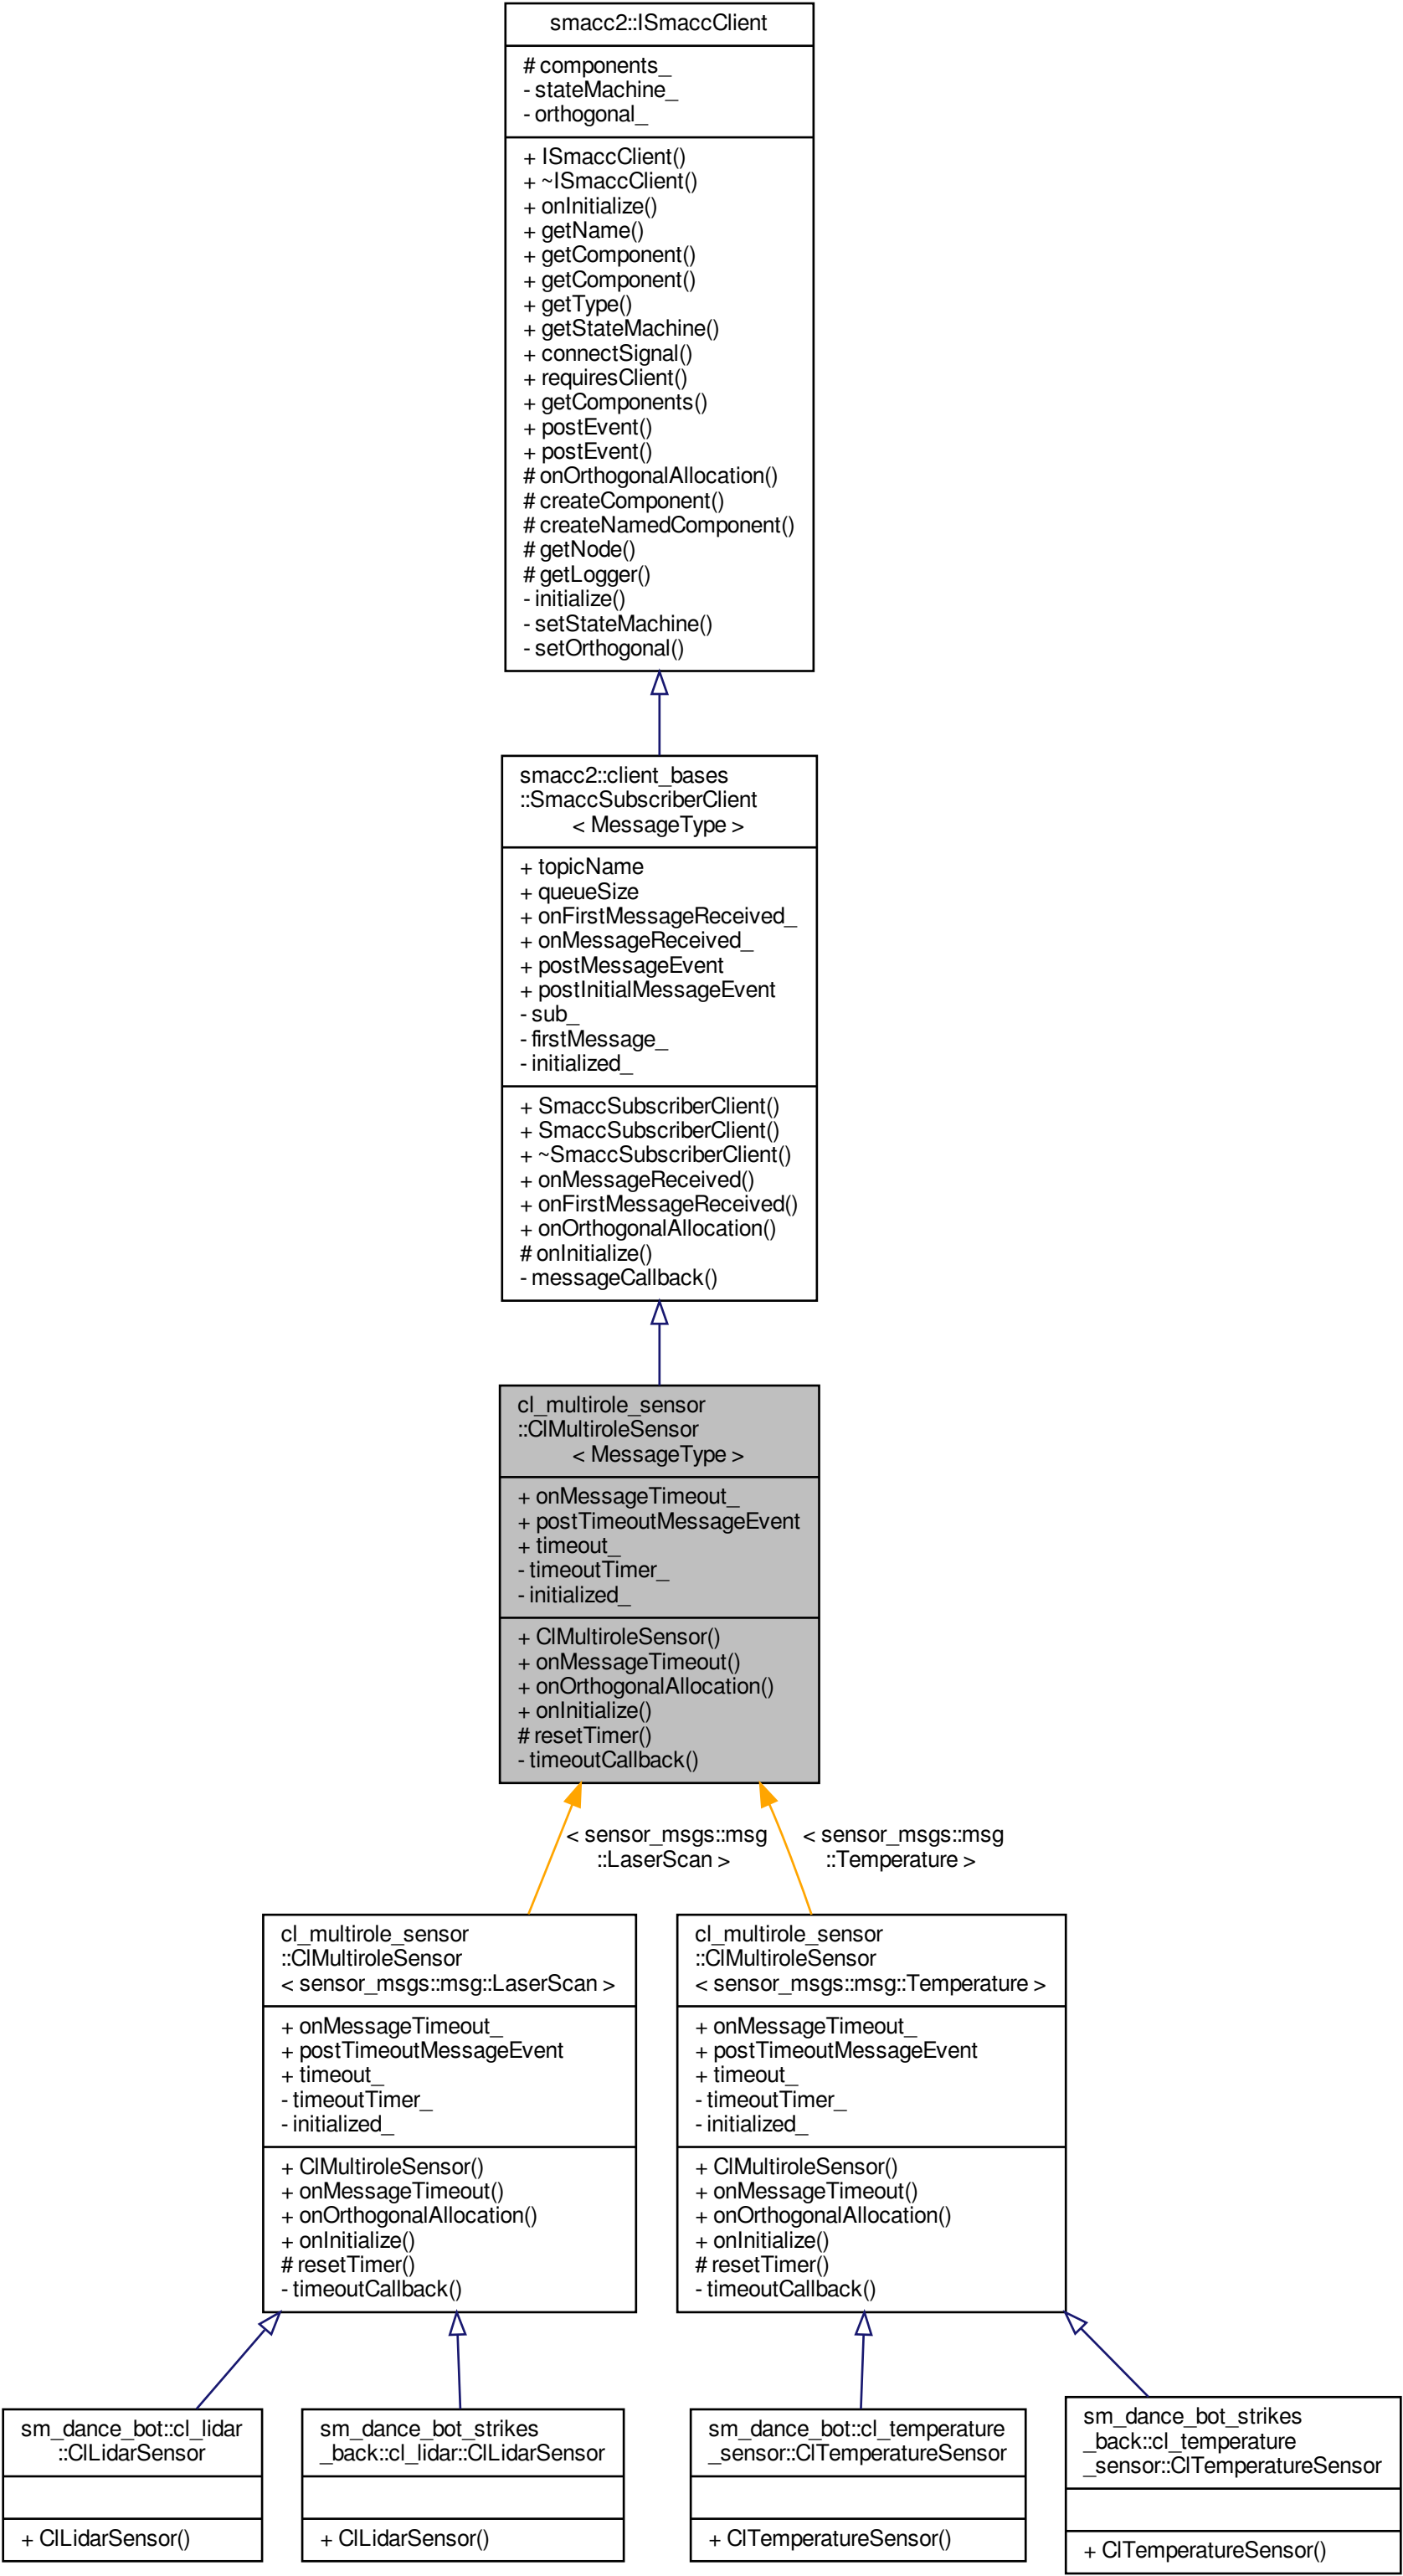 smacc2::ISmaccClient
# components_
- stateMachine_
- orthogonal_
+ ISmaccClient()
+ ~ISmaccClient()
+ onInitialize()
+ getName()
+ getComponent()
+ getComponent()
+ getType()
+ getStateMachine()
+ connectSignal()
+ requiresClient()
+ getComponents()
+ postEvent()
+ postEvent()
# onOrthogonalAllocation()
# createComponent()
# createNamedComponent()
# getNode()
# getLogger()
- initialize()
- setStateMachine()
- setOrthogonal()
smacc2::client_bases
::SmaccSubscriberClient
< MessageType >
+ topicName
+ queueSize
+ onFirstMessageReceived_
+ onMessageReceived_
+ postMessageEvent
+ postInitialMessageEvent
- sub_
- firstMessage_
- initialized_
+ SmaccSubscriberClient()
+ SmaccSubscriberClient()
+ ~SmaccSubscriberClient()
+ onMessageReceived()
+ onFirstMessageReceived()
+ onOrthogonalAllocation()
# onInitialize()
- messageCallback()
cl_multirole_sensor
::ClMultiroleSensor
< MessageType >
+ onMessageTimeout_
+ postTimeoutMessageEvent
+ timeout_
- timeoutTimer_
- initialized_
+ ClMultiroleSensor()
+ onMessageTimeout()
+ onOrthogonalAllocation()
+ onInitialize()
# resetTimer()
- timeoutCallback()
< sensor_msgs::msg
::LaserScan >
< sensor_msgs::msg
::Temperature >
cl_multirole_sensor
::ClMultiroleSensor
< sensor_msgs::msg::LaserScan >
+ onMessageTimeout_
+ postTimeoutMessageEvent
+ timeout_
- timeoutTimer_
- initialized_
+ ClMultiroleSensor()
+ onMessageTimeout()
+ onOrthogonalAllocation()
+ onInitialize()
# resetTimer()
- timeoutCallback()
cl_multirole_sensor
::ClMultiroleSensor
< sensor_msgs::msg::Temperature >
+ onMessageTimeout_
+ postTimeoutMessageEvent
+ timeout_
- timeoutTimer_
- initialized_
+ ClMultiroleSensor()
+ onMessageTimeout()
+ onOrthogonalAllocation()
+ onInitialize()
# resetTimer()
- timeoutCallback()
sm_dance_bot::cl_lidar
::ClLidarSensor
+ ClLidarSensor()
sm_dance_bot_strikes
_back::cl_lidar::ClLidarSensor
+ ClLidarSensor()
sm_dance_bot::cl_temperature
_sensor::ClTemperatureSensor
+ ClTemperatureSensor()
sm_dance_bot_strikes
_back::cl_temperature
_sensor::ClTemperatureSensor
+ ClTemperatureSensor()